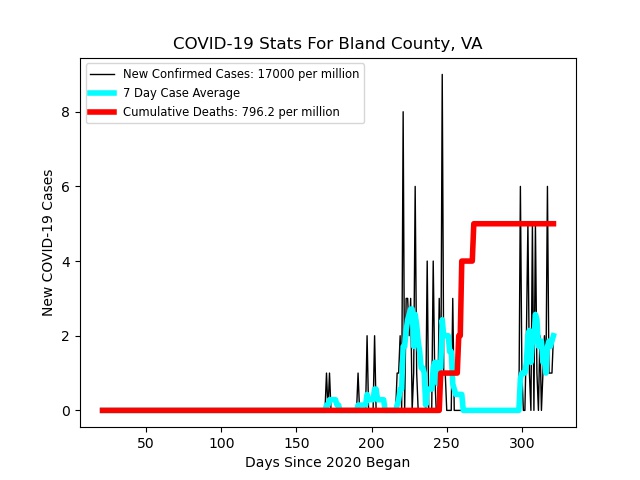 COVID-19 Stats For Bland County, VA
New Confirmed Cases: 17000 per million
7 Day Case Average
Cumulative Deaths: 796.2 per million
New COVID-19 Cases
8
6
4
2
0
50 100 150 200 250 300
Days Since 2020 Began